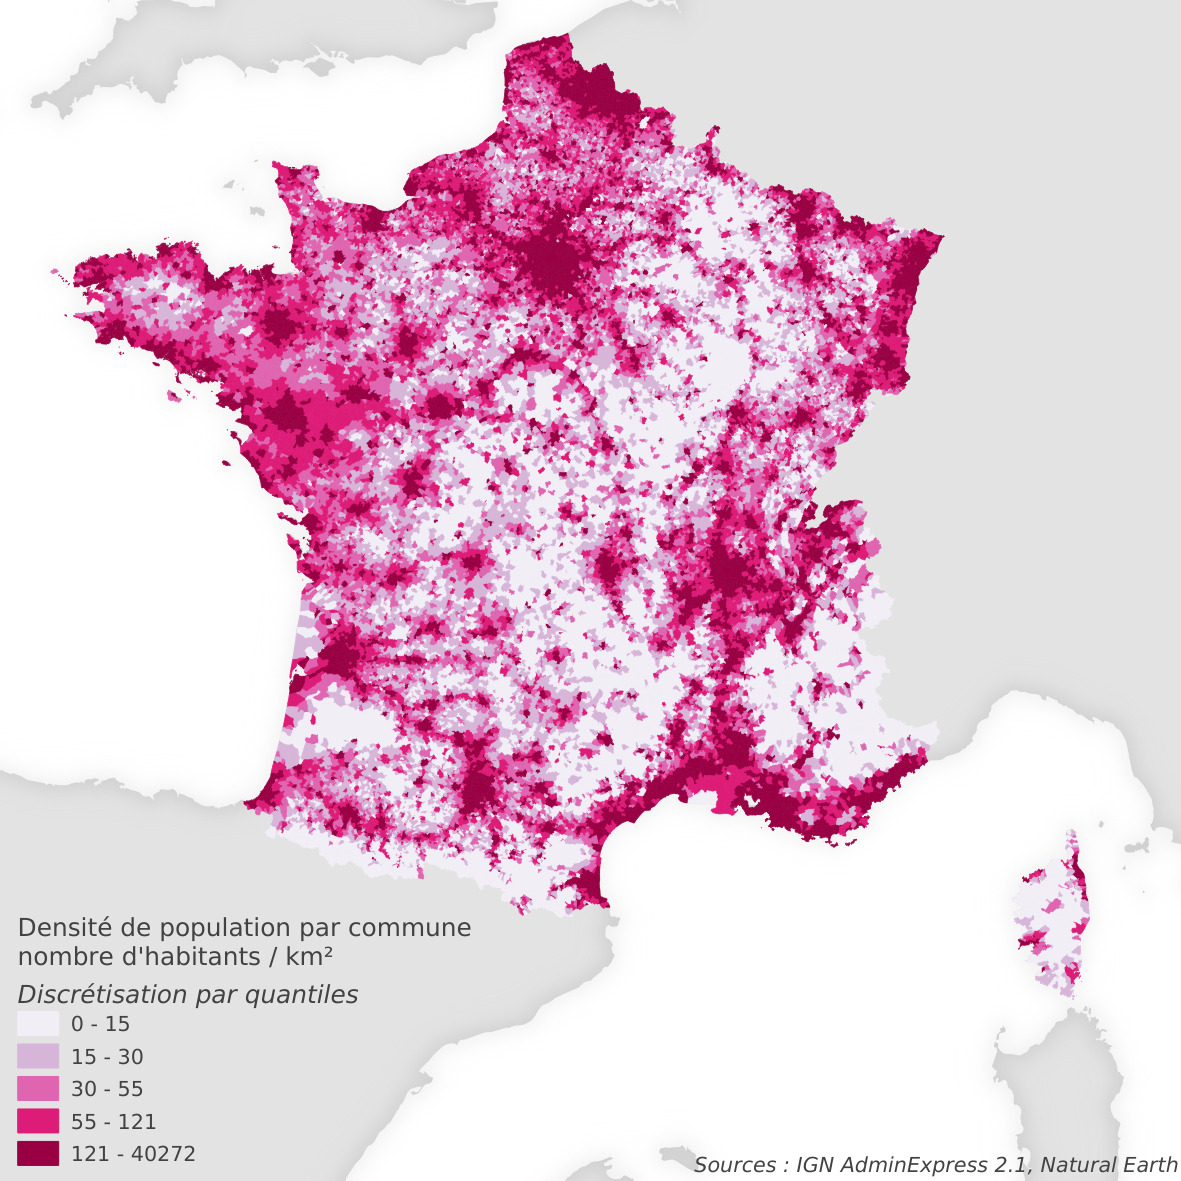 Densité de population par commune
nombre d'habitants / km²
Discrétisation par quantiles
0 - 15
15 - 30
30 - 55
55 - 121
121 - 40272
Sources : IGN AdminExpress 2.1, Natural Earth